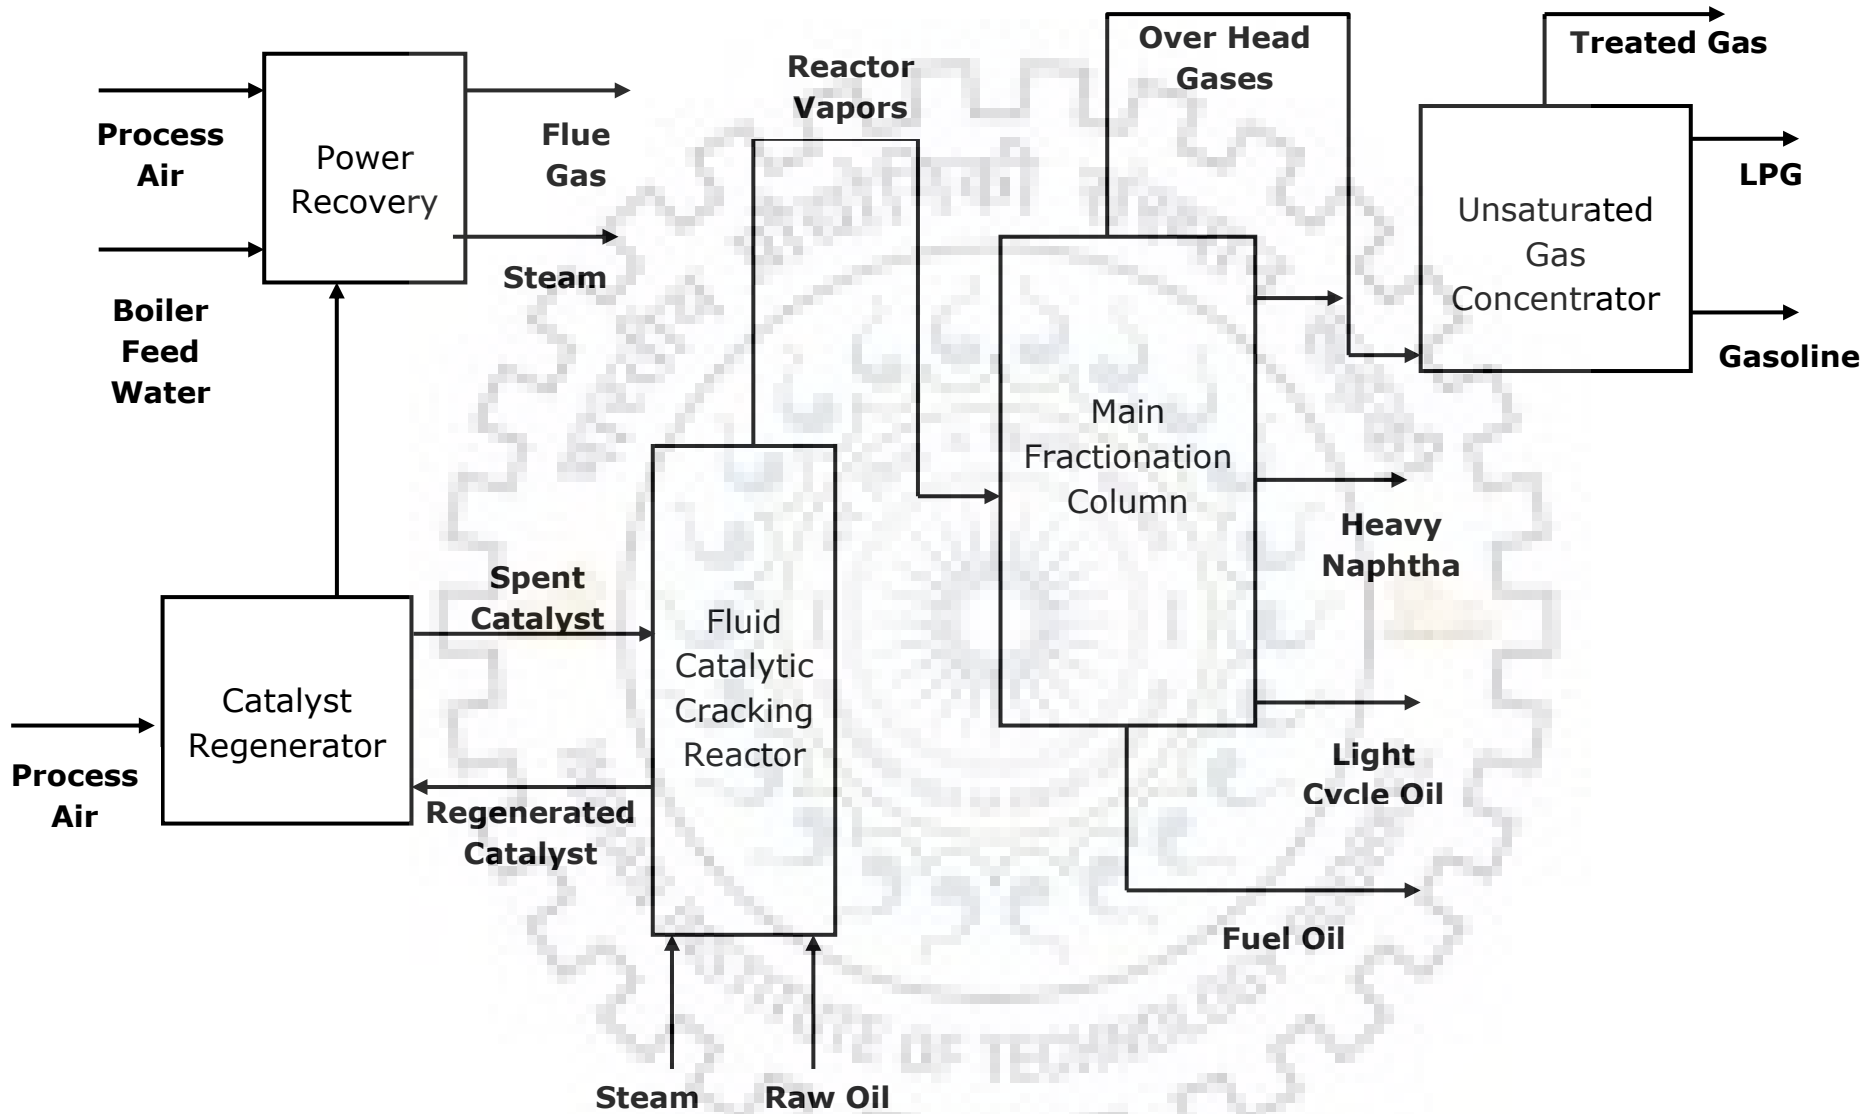 Over Head
Gases
Treated Gas
Reactor
Vapors
Process
Air
Power
Recovery
Flue
Gas
LPG
Unsaturated
Gas
Concentrator
Steam
Boiler
Feed
Water
Gasoline
Main
Fractionation
Column
Heavy
Naphtha
Spent
Catalyst
Fluid
Catalytic
Cracking
Reactor
Catalyst
Regenerator
Process
Air
Light
Cycle Oil
Regenerated
Catalyst
Fuel Oil
Steam
Raw Oil
OF TECHNOLOGY